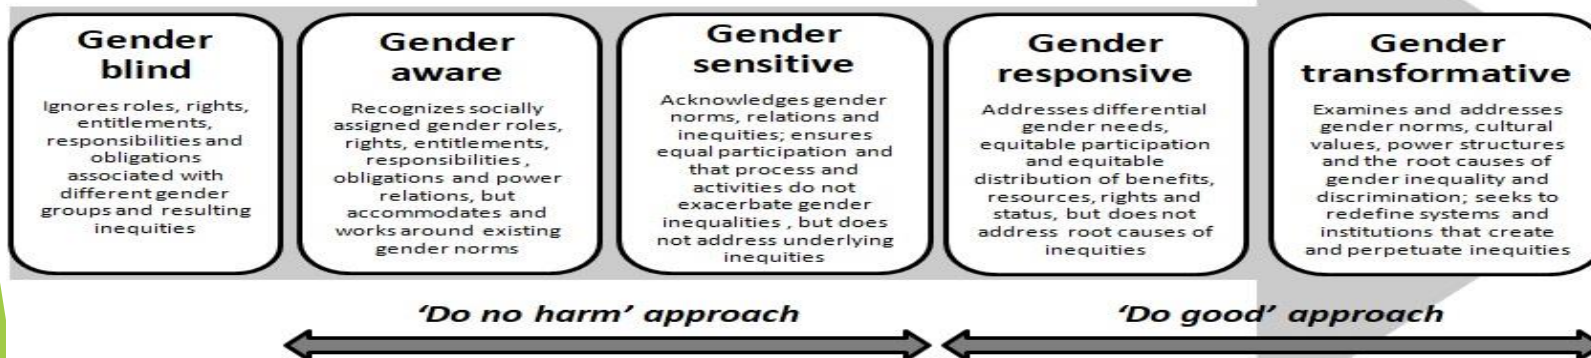 Gender
blind
Ignores roles, rights,
entitlements,
responsibilities and
obligations
associated with
different gender
groups and resulting
inequities
Gender
aware
Recognizes socially
assigned gender roles,
rights, entitlements,
responsibilities ,
obligations and power
relations, but
accommodates and
works around existing
gender norms
Gender
sensitive
Acknowledges gender
norms, relations and
inequities; ensures
equal participation and
that process and
activities do not
exacerbate gender
inequalities , but does
not address underlying
inequities
Gender
responsive
Addresses differential
gender needs,
equitable participation
and equitable
distribution of benefits,
resources, rights and
status, but does not
address root causes of
inequities
Gender
transformative
Examines and addresses
gender norms, cultural
values, power structures
and the root causes of
gender inequality and
discrimination; seeks to
redefine systems and
institutions that create
and perpetuate inequities
‘Do no harm’ approach
‘Do good’ approach